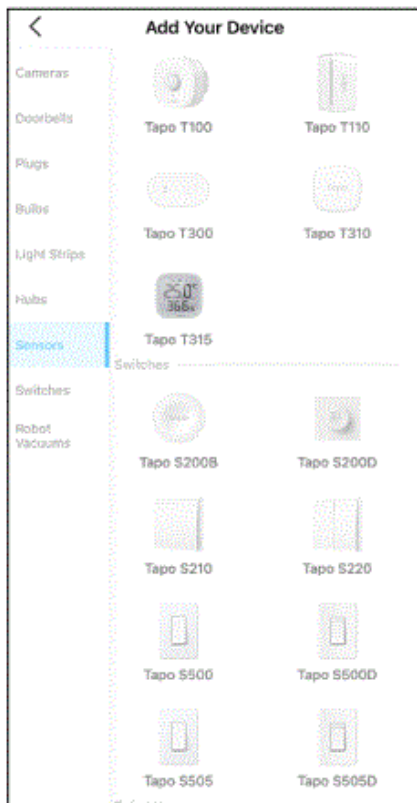 Add Your Device
Cameras
Doorbells
Plugs
Bulbs
Light Strips
Hubs
Sensors
Switches
Robot
Vacuums
Tapo T100
Tapo T110
Tapo T300
Tapo T310
Tapo T315
Switches
Tapo S200B
Tapo S200D
Tapo S210
Tapo S220
Tapo S500
Tapo S500D
Tapo S505
Tapo S505D